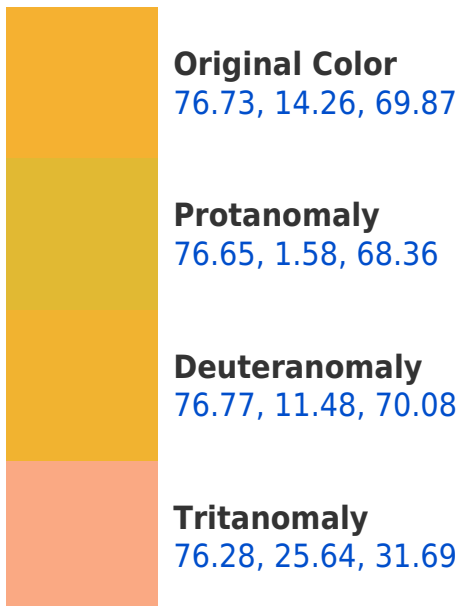 Original Color
76.73, 14.26, 69.87
Protanomaly
76.65, 1.58, 68.36
Deuteranomaly
76.77, 11.48, 70.08
Tritanomaly
76.28, 25.64, 31.69